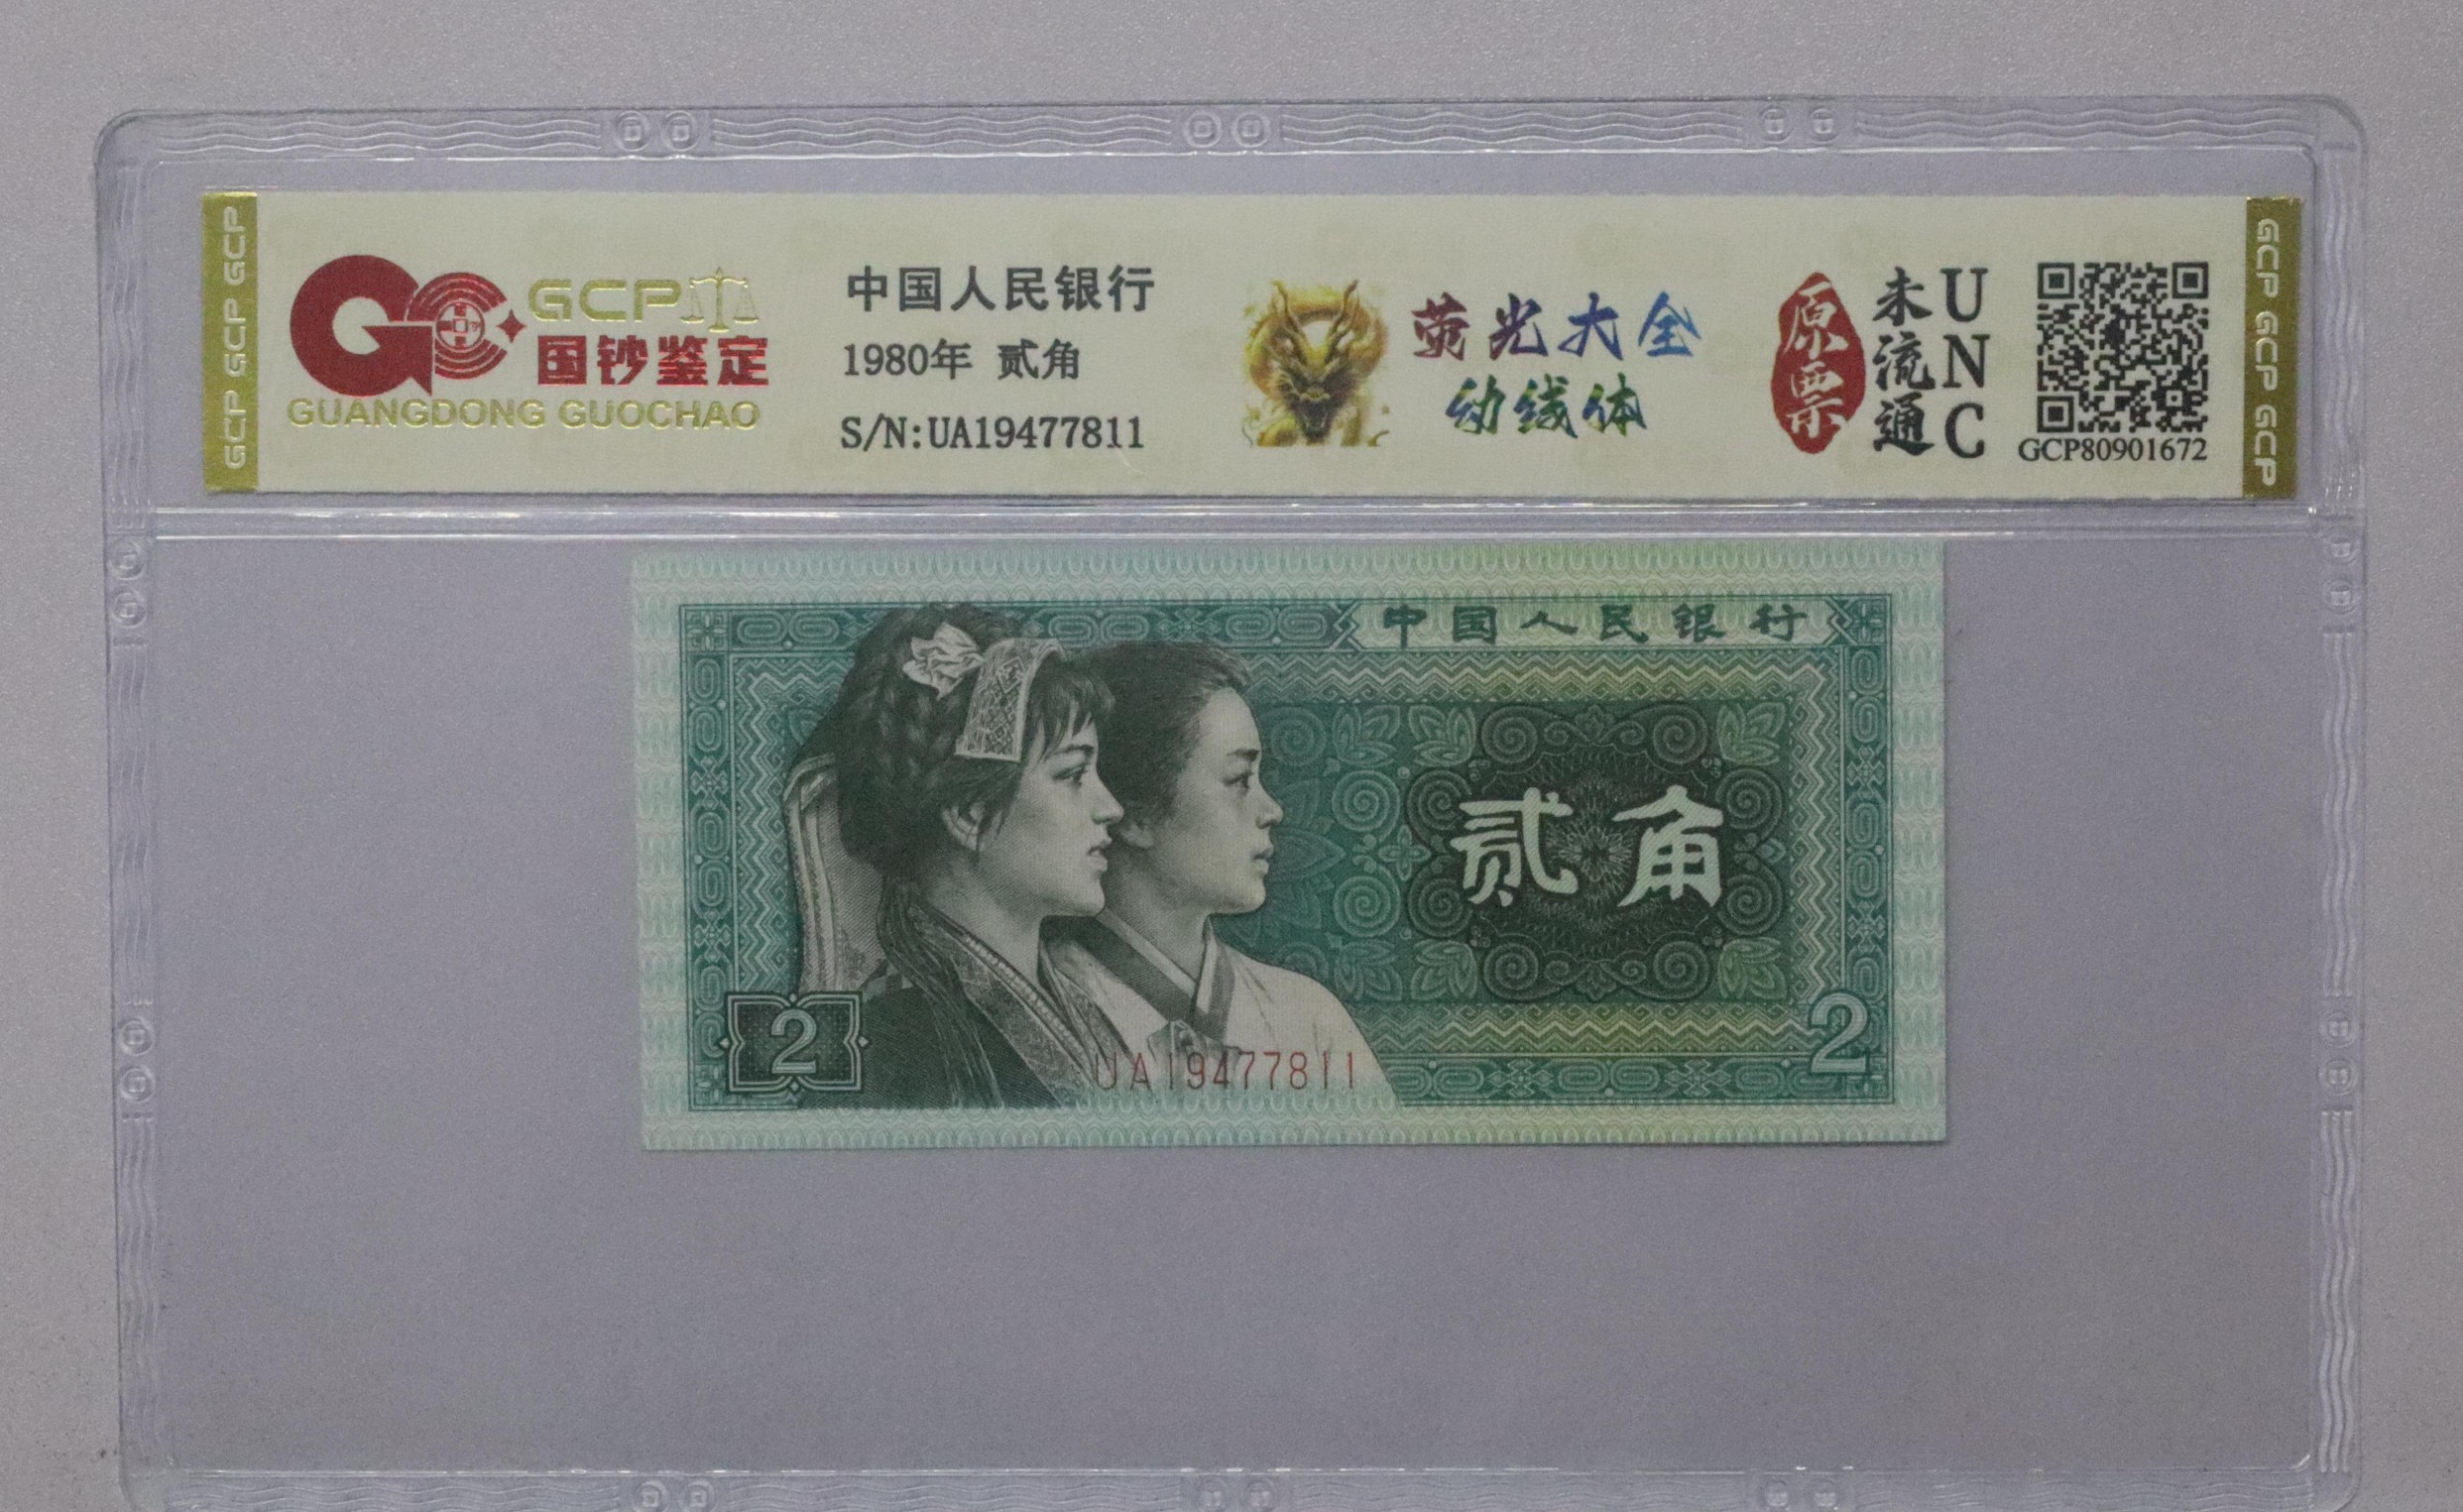 GCP GCP GCP
GCP
国钞鉴定
GUANGDONG GUOCHAO
中国人民银行
1980年 贰角
S/N:UA19477811
荧光大全
幼线体
原票
未流通
UNC
GCP80901672
GCP GCP GCP
中国人民银行
贰角
2
2
UA19477811